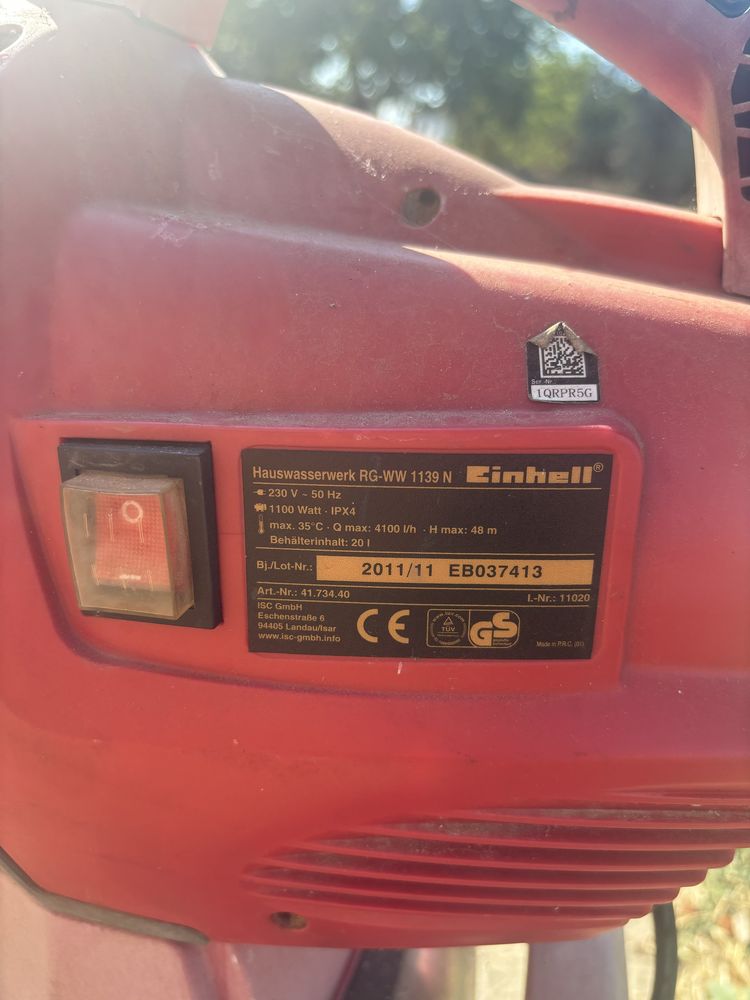 Ser.-Nr.
1QRPR5G
Hauswasserwerk RG-WW 1139 N Einhell®
230 V ~ 50 Hz
1100 Watt · IPX4
max. 35°C · Q max: 4100 l/h · H max: 48 m
Behälterinhalt: 20 l
Bj./Lot-Nr.: 2011/11 EB037413
Art.-Nr.: 41.734.40 I.-Nr.: 11020
ISC GmbH
Eschenstraße 6
94405 Landau/Isar
www.isc-gmbh.info
CE TÜV GS
Made in P.R.C. (01)